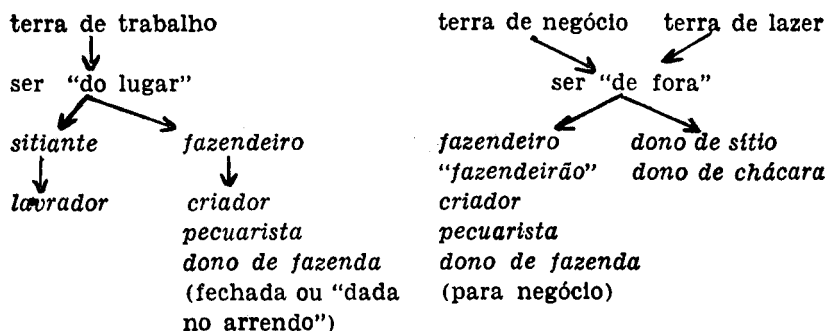 terra de trabalho
ser "do lugar"
sitiante fazendeiro
lavrador criador
pecuarista
dono de fazenda
(fechada ou "dada
no arrendo")
terra de negócio terra de lazer
ser "de fora"
fazendeiro dono de sítio
"fazendeirão" dono de chácara
criador
pecuarista
dono de fazenda
(para negócio)